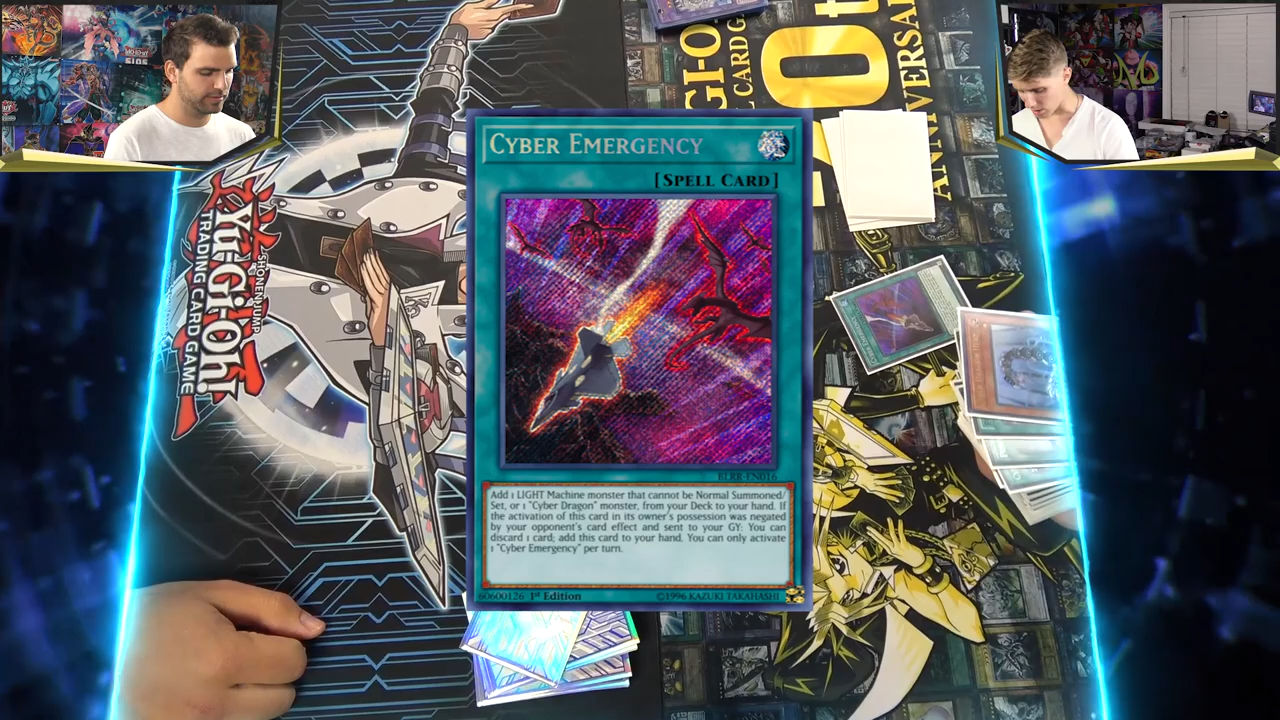 CYBER EMERGENCY
[SPELL CARD]
BLRR-EN016
Add 1 LIGHT Machine monster that cannot be Normal Summoned/
Set, or 1 "Cyber Dragon" monster, from your Deck to your hand. If
the activation of this card in its owner's possession was negated
by your opponent's card effect and sent to your GY: You can
discard 1 card; add this card to your hand. You can only activate
1 "Cyber Emergency" per turn.
60600126 1st Edition
©1996 KAZUKI TAKAHASHI
SHONEN JUMP
Yu-Gi-Oh!
TRADING CARD GAME
GI-O
CARD G
0t
ANNIVERSA